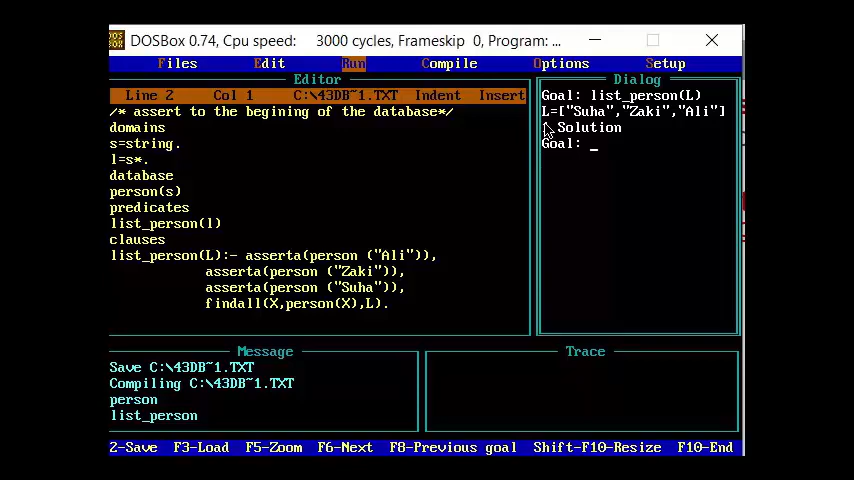 DOSBox 0.74, Cpu speed: 3000 cycles, Frameskip 0, Program: ...
Files Edit Run Compile Options Setup
Editor
Line 2 Col 1 C:\43DB~1.TXT Indent Insert
/* assert to the begining of the database*/
domains
s=string.
l=s*.
database
person(s)
predicates
list_person(l)
clauses
list_person(L):- asserta(person ("Ali")),
asserta(person ("Zaki")),
asserta(person ("Suha")),
findall(X,person(X),L).
Dialog
Goal: list_person(L)
L=["Suha","Zaki","Ali"]
Solution
Goal: _
Message
Save C:\43DB~1.TXT
Compiling C:\43DB~1.TXT
person
list_person
Trace
2-Save F3-Load F5-Zoom F6-Next F8-Previous goal Shift-F10-Resize F10-End